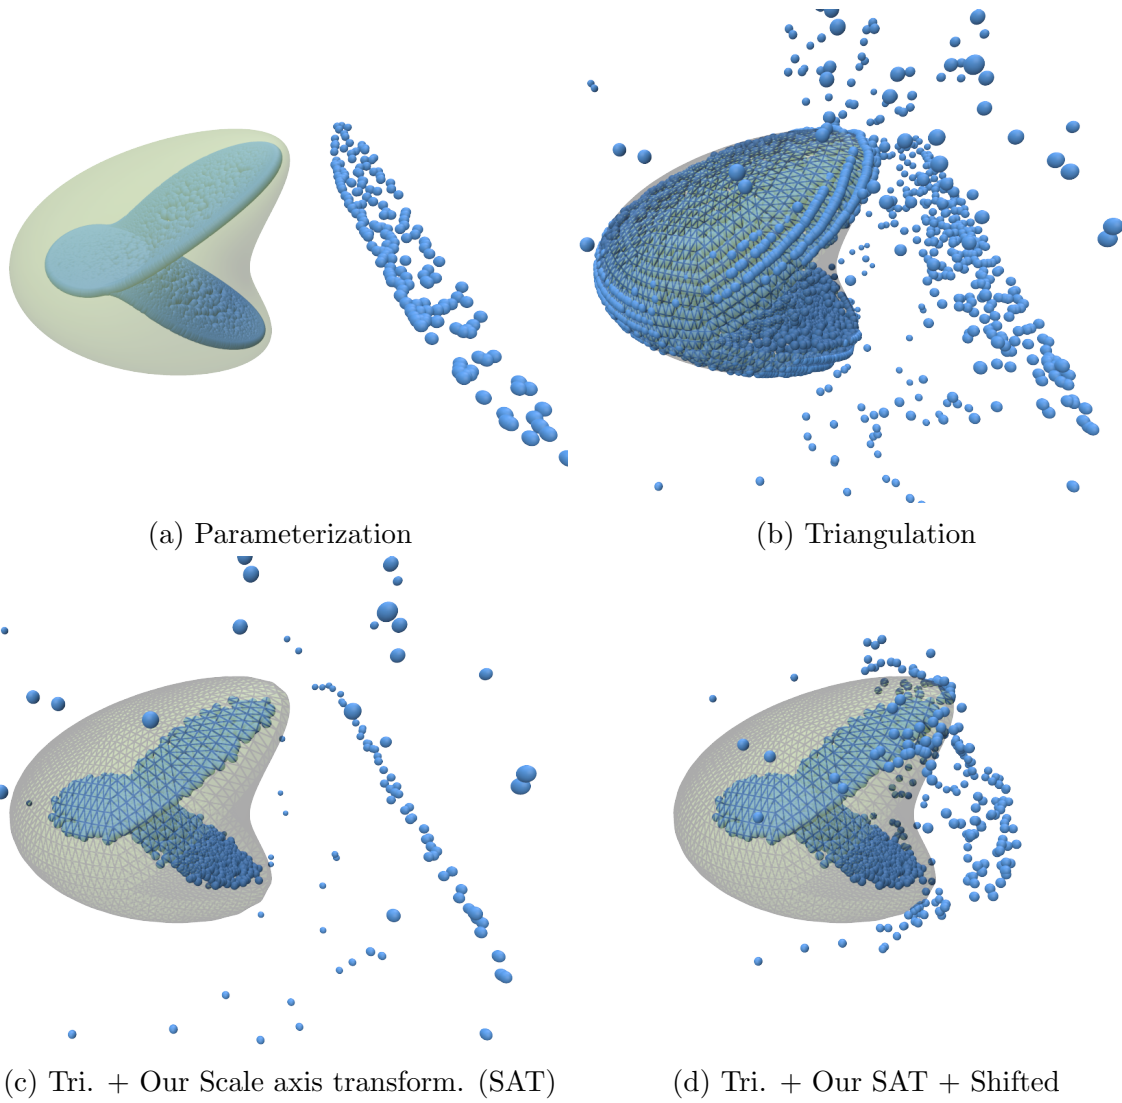 (a) Parameterization
(b) Triangulation
(c) Tri. + Our Scale axis transform. (SAT)
(d) Tri. + Our SAT + Shifted